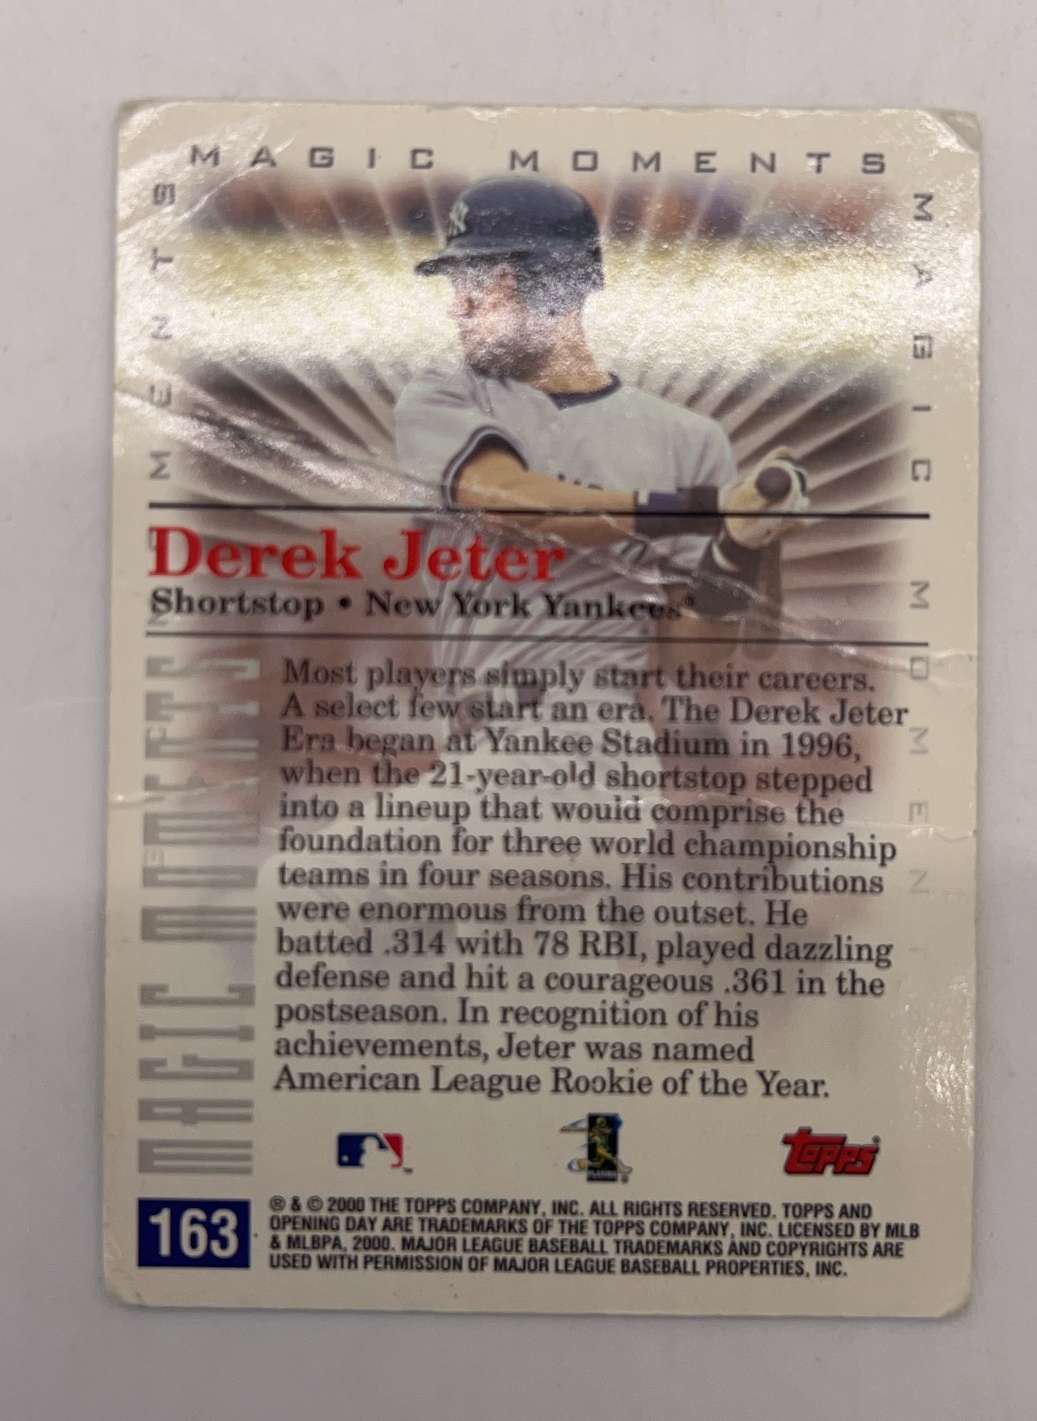 MAGIC MOMENTS
MAGIC MOMEN
MENTS
Derek Jeter
Shortstop • New York Yankees®
MAGIC MOMENTS
Most players simply start their careers.
A select few start an era. The Derek Jeter
Era began at Yankee Stadium in 1996,
when the 21-year-old shortstop stepped
into a lineup that would comprise the
foundation for three world championship
teams in four seasons. His contributions
were enormous from the outset. He
batted .314 with 78 RBI, played dazzling
defense and hit a courageous .361 in the
postseason. In recognition of his
achievements, Jeter was named
American League Rookie of the Year.
topps®
163
® & © 2000 THE TOPPS COMPANY, INC. ALL RIGHTS RESERVED. TOPPS AND
OPENING DAY ARE TRADEMARKS OF THE TOPPS COMPANY, INC. LICENSED BY MLB
& MLBPA, 2000. MAJOR LEAGUE BASEBALL TRADEMARKS AND COPYRIGHTS ARE
USED WITH PERMISSION OF MAJOR LEAGUE BASEBALL PROPERTIES, INC.